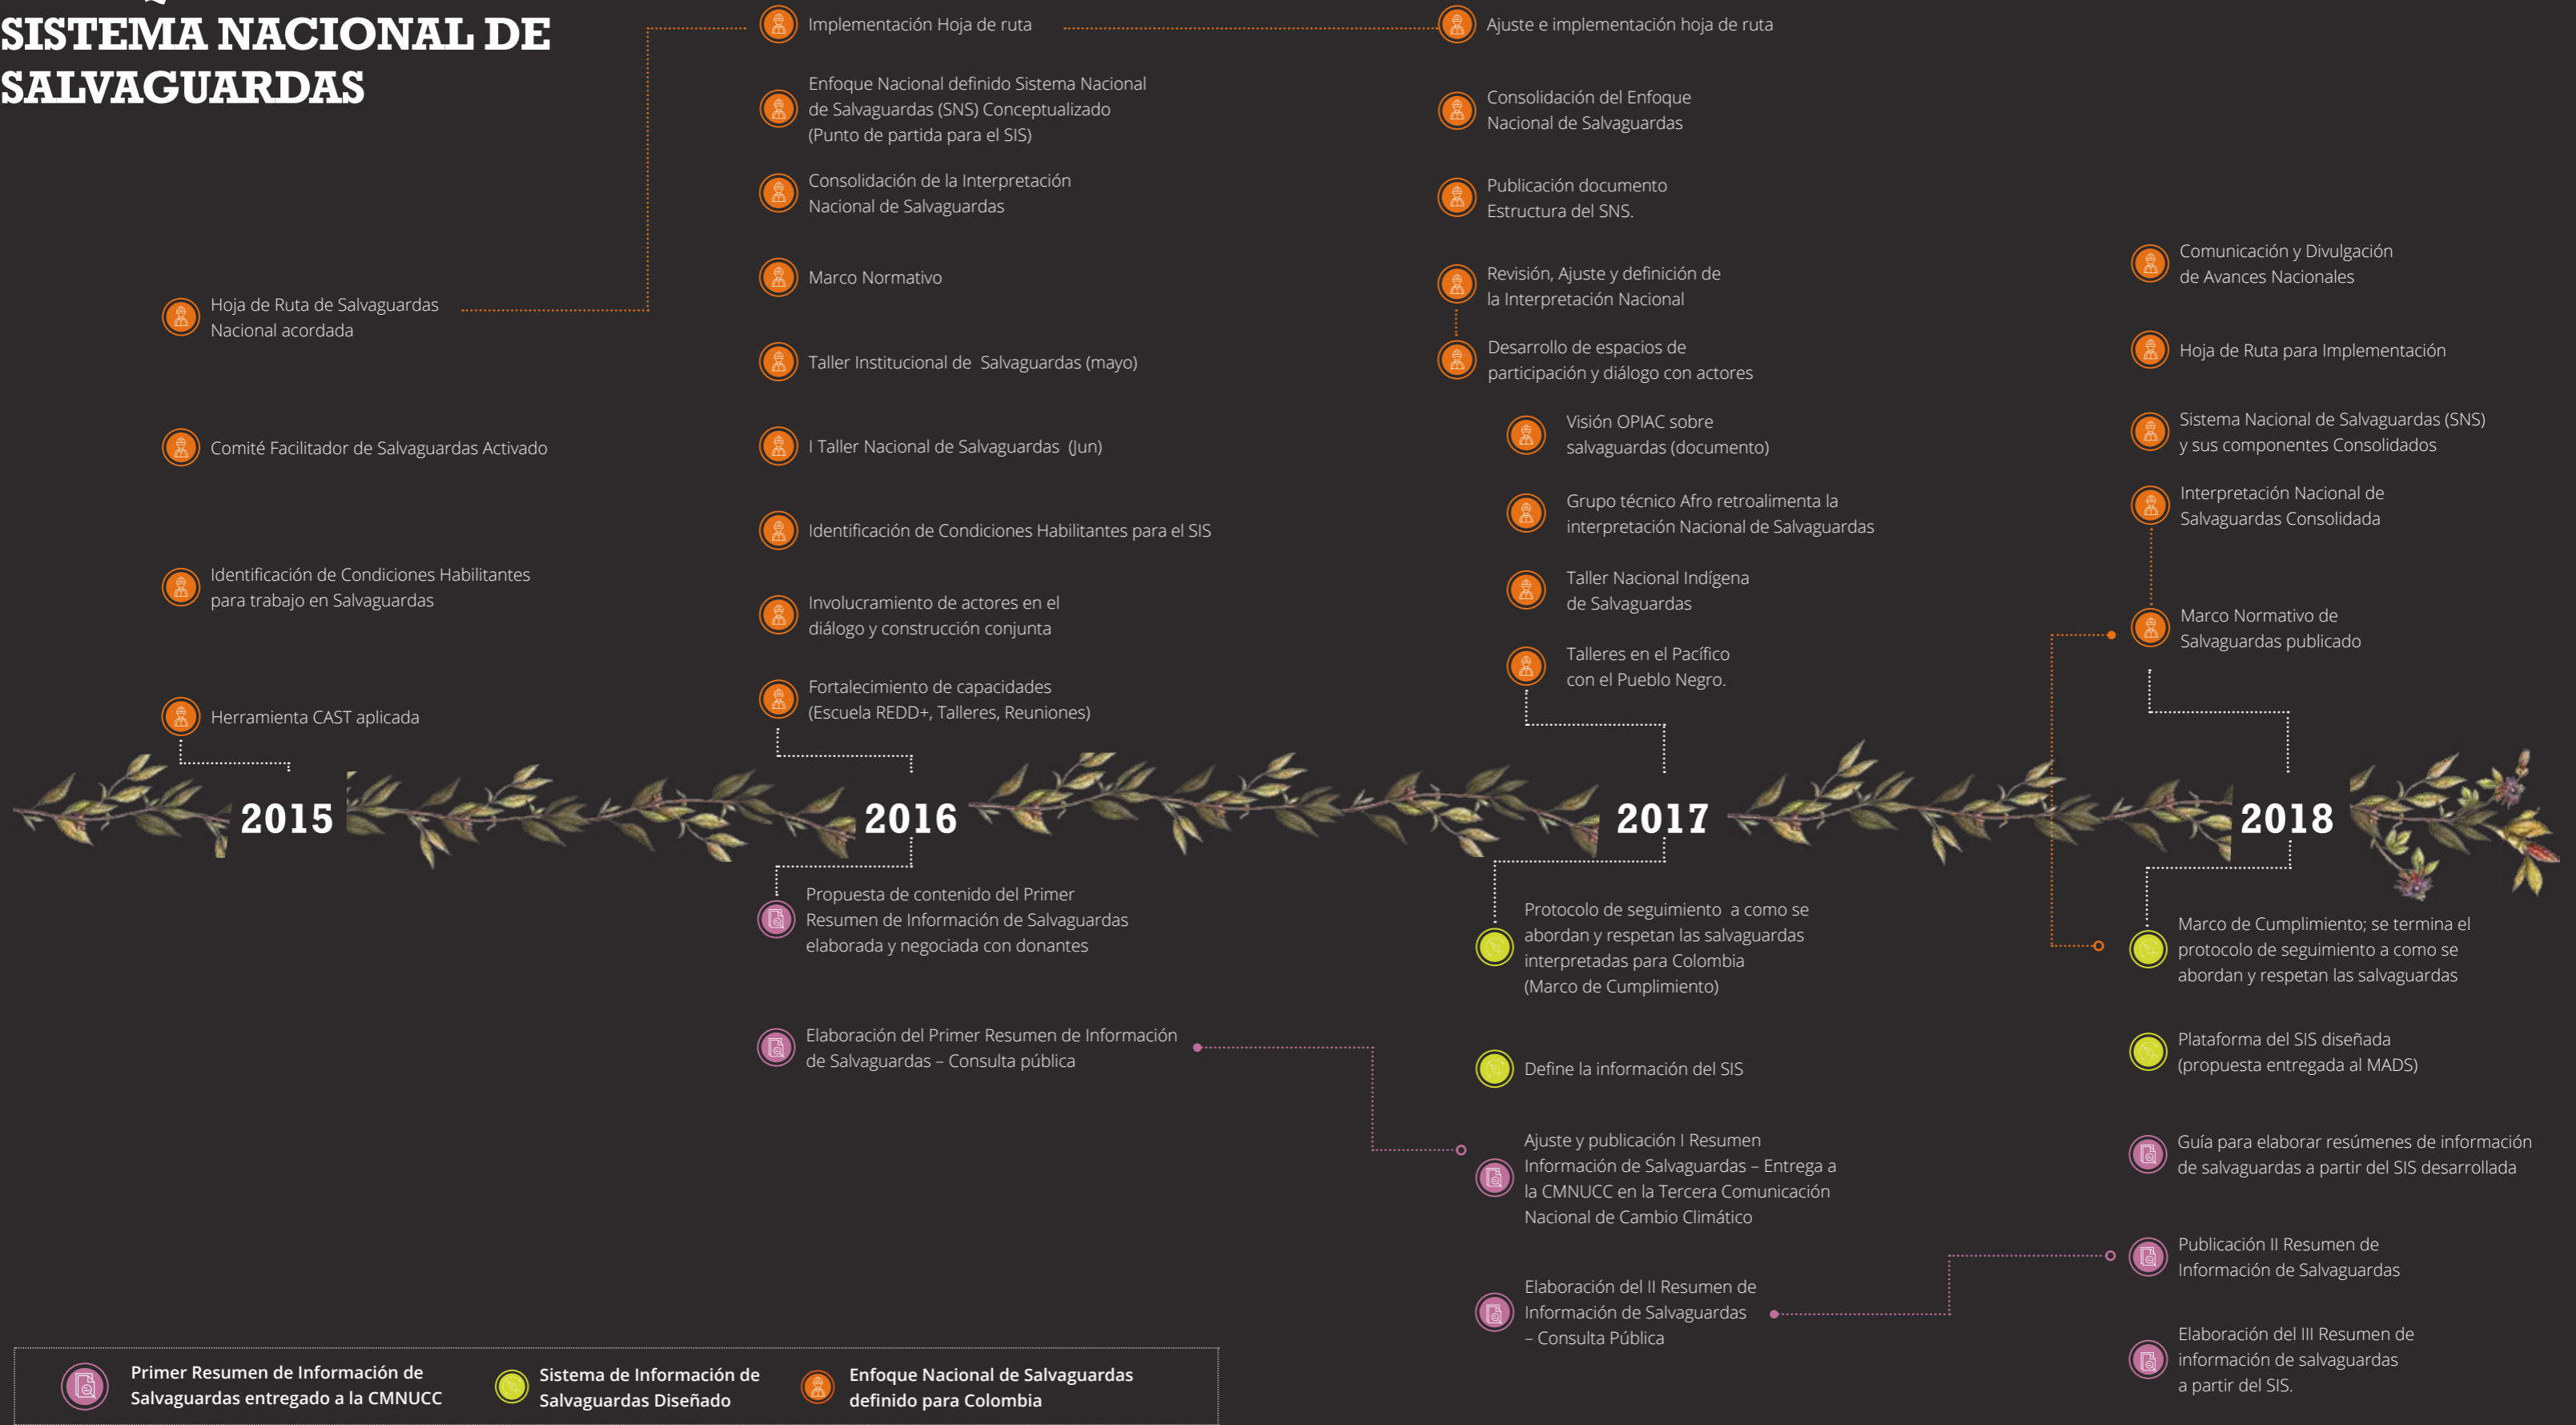 SISTEMA NACIONAL DE
SALVAGUARDAS
Hoja de Ruta de Salvaguardas
Nacional acordada
Comité Facilitador de Salvaguardas Activado
Identificación de Condiciones Habilitantes
para trabajo en Salvaguardas
Herramienta CAST aplicada
2015
Implementación Hoja de ruta
Enfoque Nacional definido Sistema Nacional
de Salvaguardas (SNS) Conceptualizado
(Punto de partida para el SIS)
Consolidación de la Interpretación
Nacional de Salvaguardas
Marco Normativo
Taller Institucional de Salvaguardas (mayo)
I Taller Nacional de Salvaguardas (Jun)
Identificación de Condiciones Habilitantes para el SIS
Involucramiento de actores en el
diálogo y construcción conjunta
Fortalecimiento de capacidades
(Escuela REDD+, Talleres, Reuniones)
2016
Propuesta de contenido del Primer
Resumen de Información de Salvaguardas
elaborada y negociada con donantes
Elaboración del Primer Resumen de Información
de Salvaguardas – Consulta pública
Ajuste e implementación hoja de ruta
Consolidación del Enfoque
Nacional de Salvaguardas
Publicación documento
Estructura del SNS.
Revisión, Ajuste y definición de
la Interpretación Nacional
Desarrollo de espacios de
participación y diálogo con actores
Visión OPIAC sobre
salvaguardas (documento)
Grupo técnico Afro retroalimenta la
interpretación Nacional de Salvaguardas
Taller Nacional Indígena
de Salvaguardas
Talleres en el Pacífico
con el Pueblo Negro.
2017
Protocolo de seguimiento a como se
abordan y respetan las salvaguardas
interpretadas para Colombia
(Marco de Cumplimiento)
Define la información del SIS
Ajuste y publicación I Resumen
Información de Salvaguardas – Entrega a
la CMNUCC en la Tercera Comunicación
Nacional de Cambio Climático
Elaboración del II Resumen de
Información de Salvaguardas
– Consulta Pública
Comunicación y Divulgación
de Avances Nacionales
Hoja de Ruta para Implementación
Sistema Nacional de Salvaguardas (SNS)
y sus componentes Consolidados
Interpretación Nacional de
Salvaguardas Consolidada
Marco Normativo de
Salvaguardas publicado
2018
Marco de Cumplimiento; se termina el
protocolo de seguimiento a como se
abordan y respetan las salvaguardas
Plataforma del SIS diseñada
(propuesta entregada al MADS)
Guía para elaborar resúmenes de información
de salvaguardas a partir del SIS desarrollada
Publicación II Resumen de
Información de Salvaguardas
Elaboración del III Resumen de
información de salvaguardas
a partir del SIS.
Primer Resumen de Información de
Salvaguardas entregado a la CMNUCC
Sistema de Información de
Salvaguardas Diseñado
Enfoque Nacional de Salvaguardas
definido para Colombia